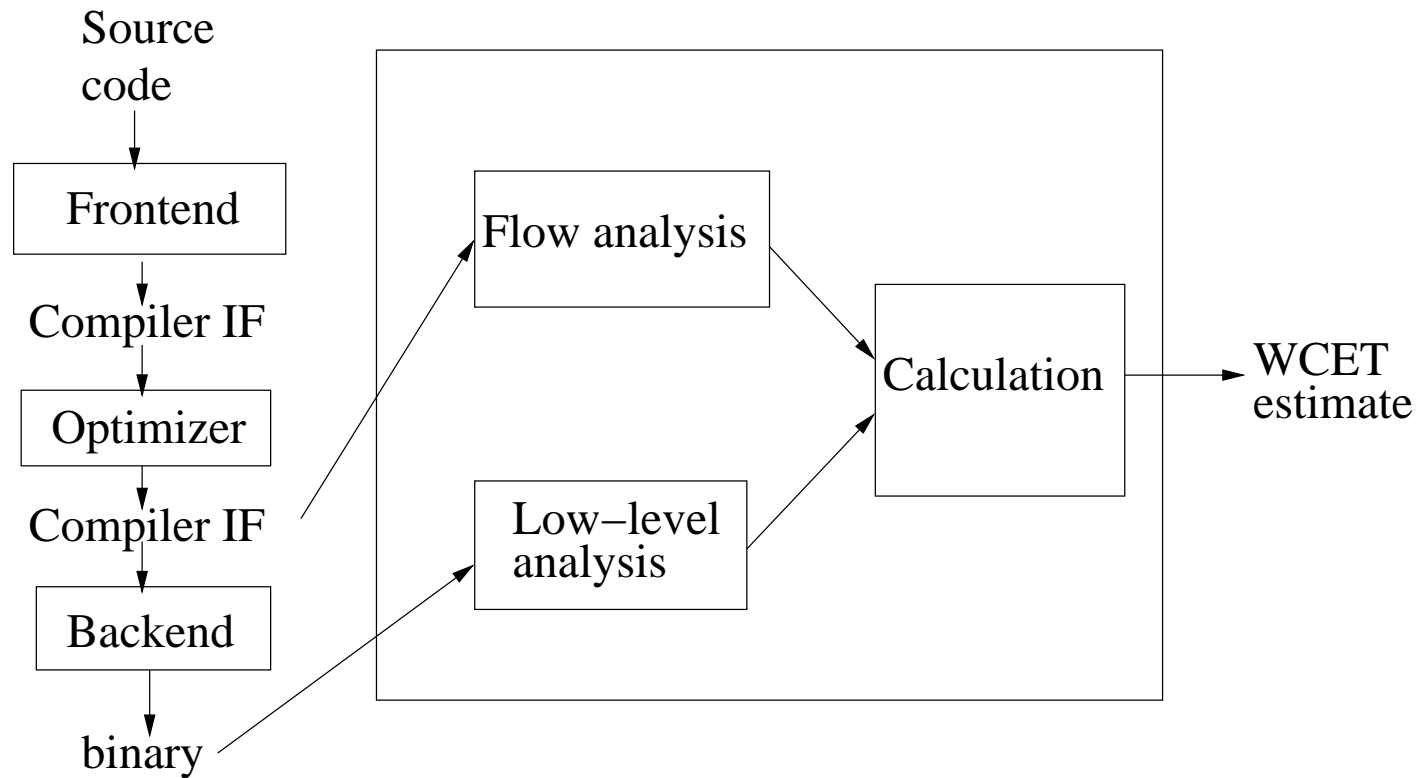 Source
code
Frontend
Compiler IF
Optimizer
Compiler IF
Backend
binary
Flow analysis
Low−level
analysis
Calculation
WCET
estimate